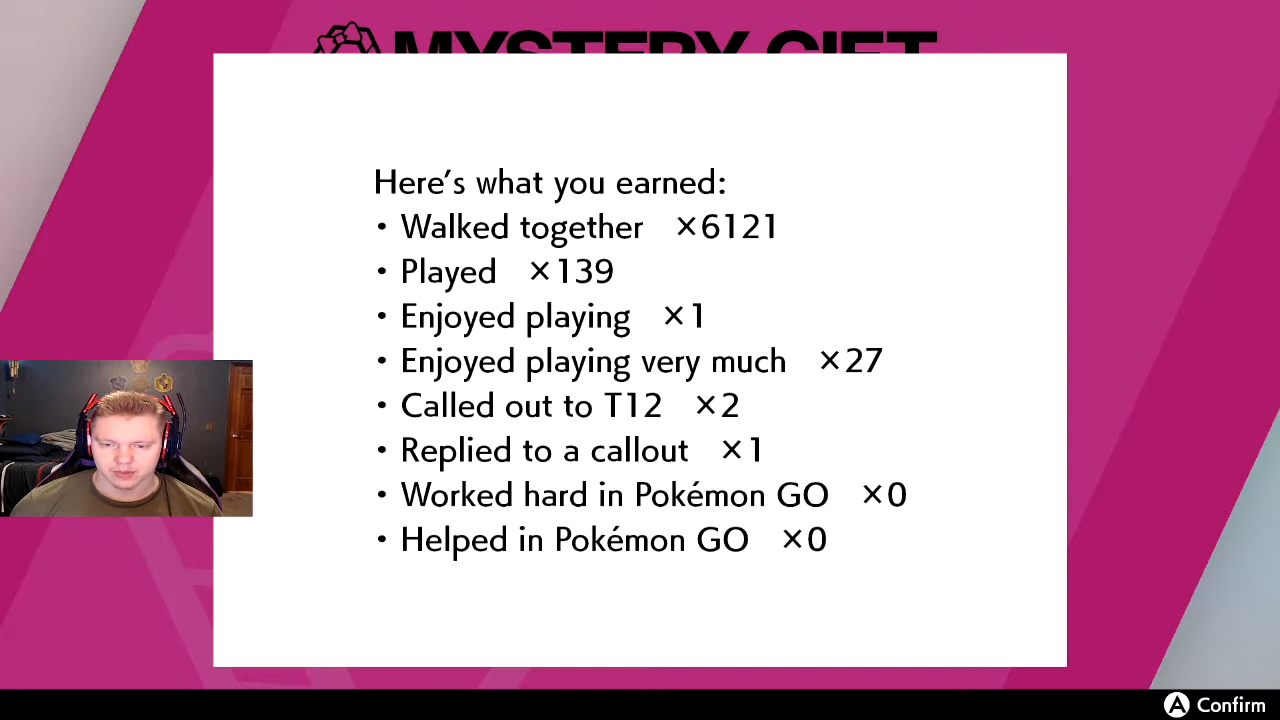 MYSTERY GIFT
Here's what you earned:
• Walked together ×6121
• Played ×139
• Enjoyed playing ×1
• Enjoyed playing very much ×27
• Called out to T12 ×2
• Replied to a callout ×1
• Worked hard in Pokémon GO ×0
• Helped in Pokémon GO ×0
A Confirm